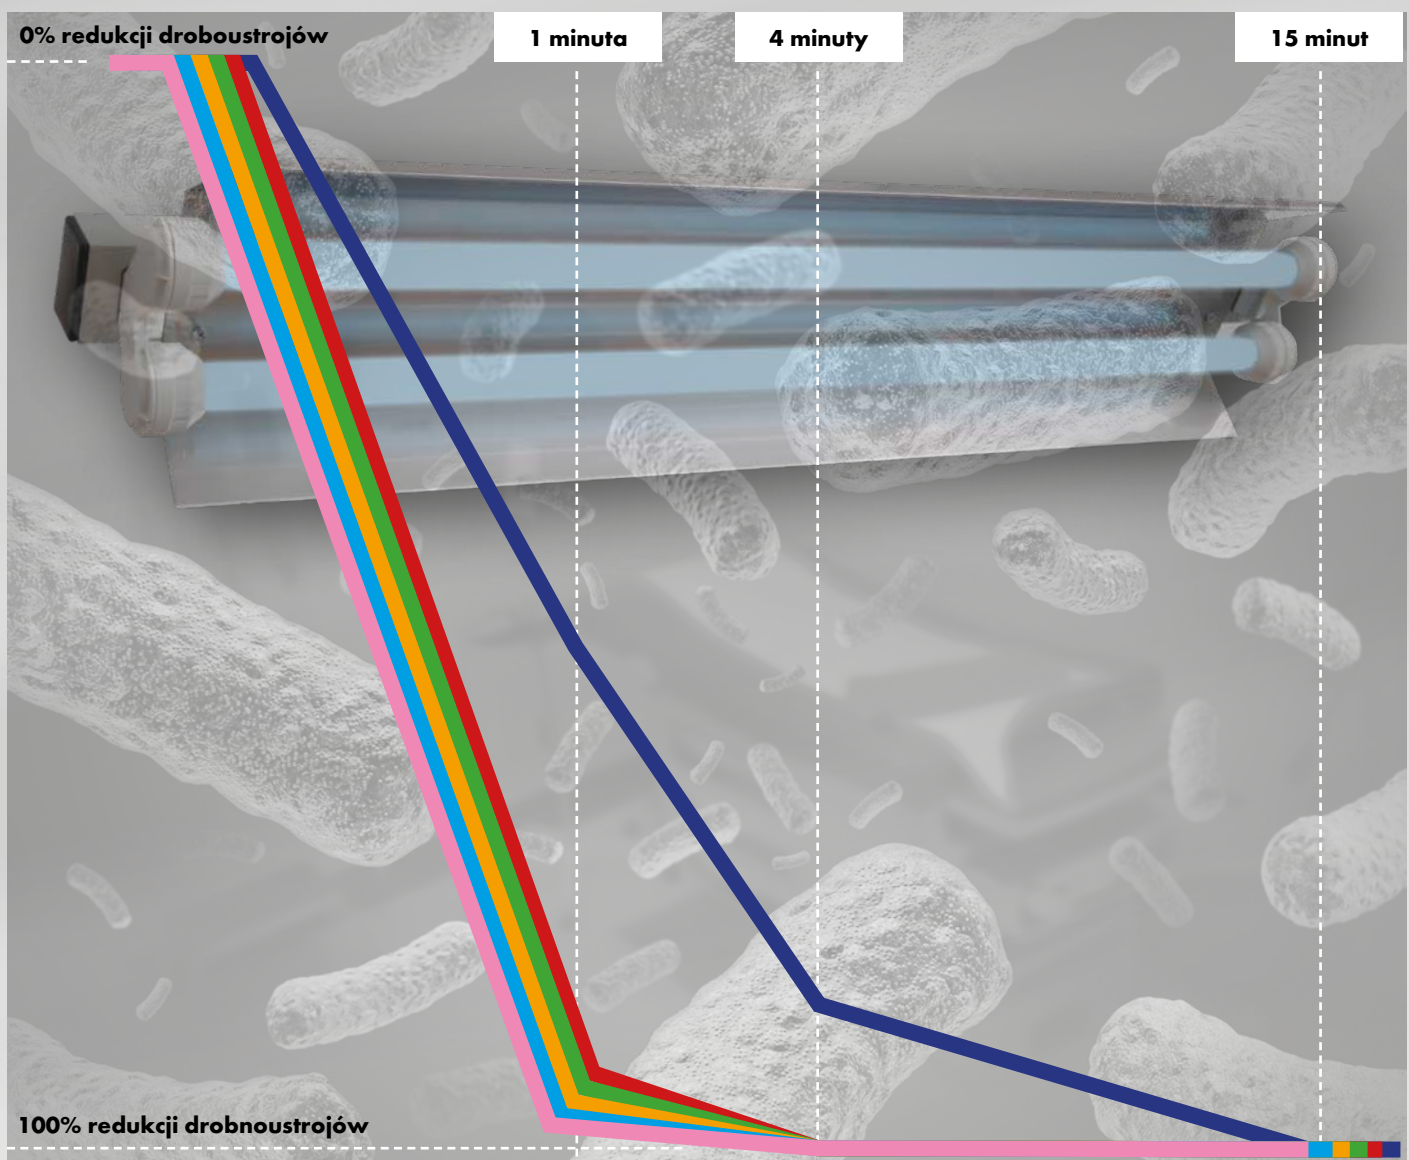 0% redukcji droboustrojów
1 minuta
4 minuty
15 minut
100% redukcji drobnoustrojów